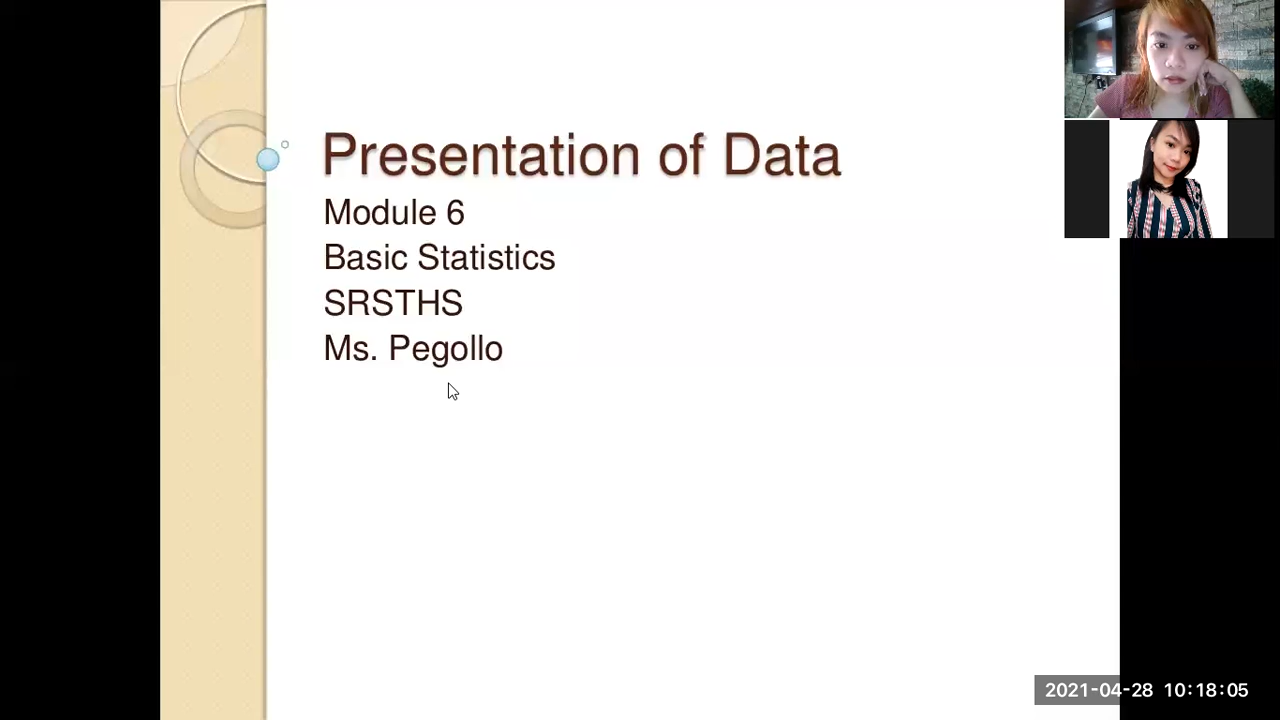 Presentation of Data
Module 6
Basic Statistics
SRSTHS
Ms. Pegollo
2021-04-28 10:18:05